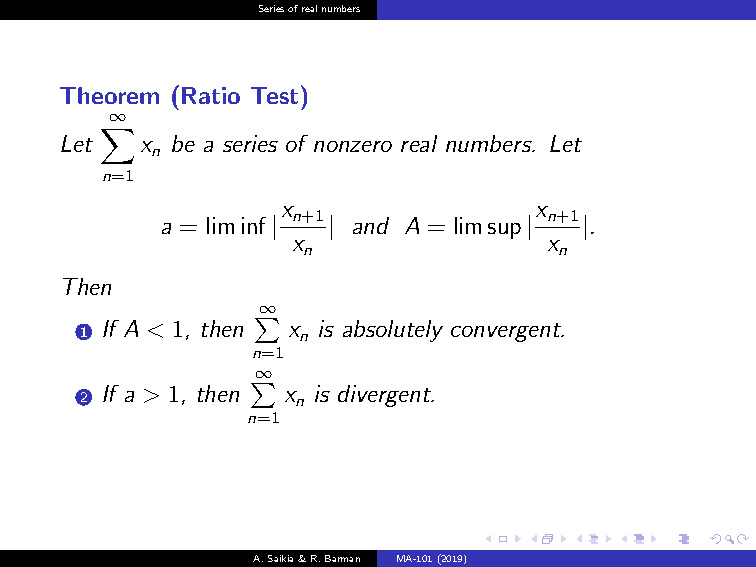 Series of real numbers
Theorem (Ratio Test)
Let ∑_{n=1}^{∞} x_n be a series of nonzero real numbers. Let
a = lim inf |x_{n+1}/x_n| and A = lim sup |x_{n+1}/x_n|.
Then
1 If A < 1, then ∑_{n=1}^{∞} x_n is absolutely convergent.
2 If a > 1, then ∑_{n=1}^{∞} x_n is divergent.
A. Saikia & R. Barman MA-101 (2019)